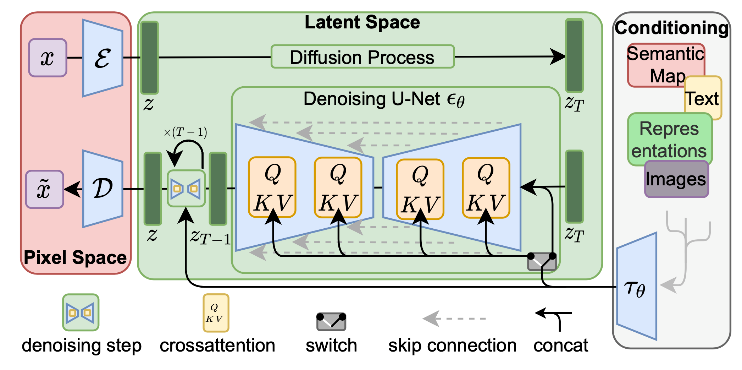 Latent Space
Conditioning
x
ℰ
z
Diffusion Process
z_T
Semantic
Map
Text
Repres
entations
Images
Denoising U-Net ϵ_θ
×(T−1)
x̃
𝒟
z
z_{T−1}
Q
K V
Q
K V
Q
K V
Q
K V
z_T
τ_θ
Pixel Space
denoising step
Q
K V
crossattention
switch
skip connection
concat